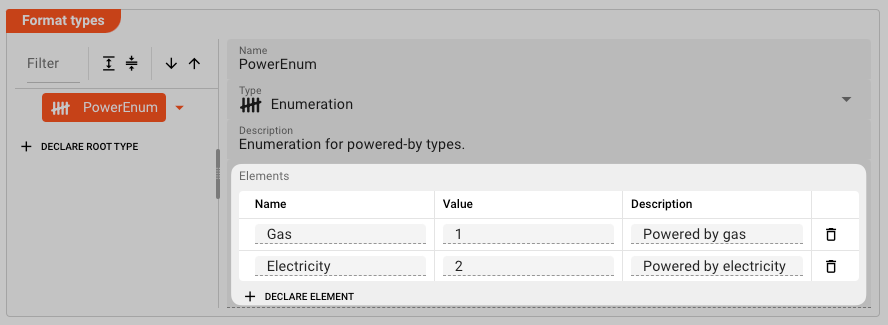 Format types
Filter
PowerEnum
DECLARE ROOT TYPE
Name
PowerEnum
Type
Enumeration
Description
Enumeration for powered-by types.
Elements
Name Value Description
Gas 1 Powered by gas
Electricity 2 Powered by electricity
DECLARE ELEMENT